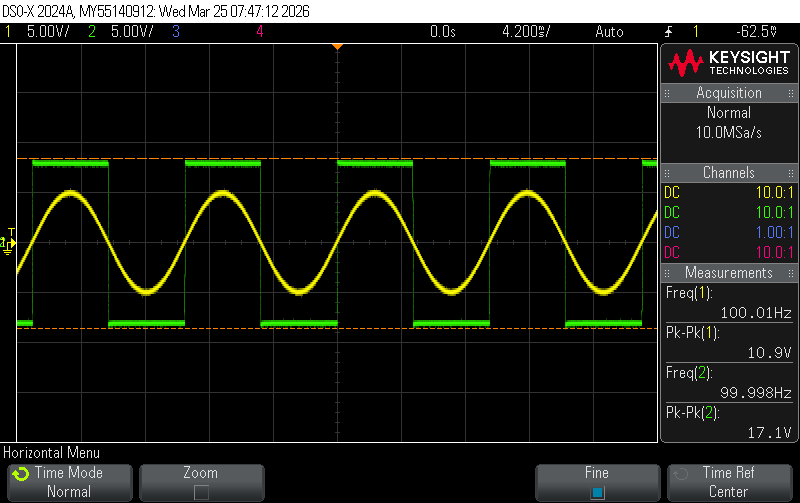 DSO-X 2024A, MY55140912: Wed Mar 25 07:47:12 2026
1 5.00V/ 2 5.00V/ 3 4 0.0s 4.200ms/ Auto 1 -62.5mV
KEYSIGHT
TECHNOLOGIES
Acquisition
Normal
10.0MSa/s
Channels
DC 10.0:1
DC 10.0:1
DC 1.00:1
DC 10.0:1
Measurements
Freq(1):
100.01Hz
Pk-Pk(1):
10.9V
Freq(2):
99.998Hz
Pk-Pk(2):
17.1V
T
Horizontal Menu
Time Mode
Normal
Zoom
Fine
Time Ref
Center